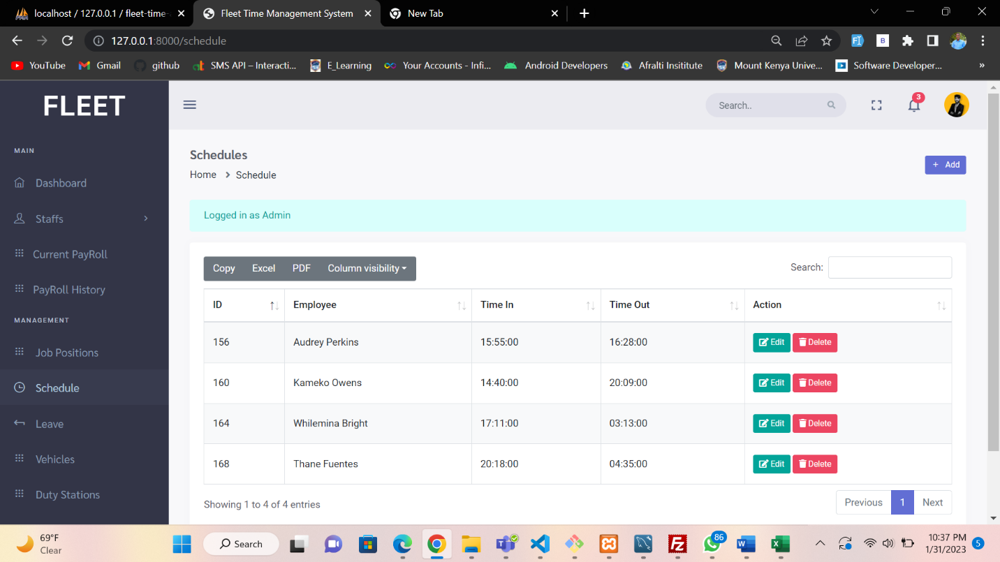 localhost / 127.0.0.1 / fleet-time-
Fleet Time Management System
New Tab
127.0.0.1:8000/schedule
YouTube
Gmail
github
SMS API – Interacti...
E_Learning
Your Accounts - Infi...
Android Developers
Afralti Insititute
Mount Kenya Unive...
Software Developer...
»
FLEET
Search..
3
MAIN
Dashboard
Staffs
Current PayRoll
PayRoll History
MANAGEMENT
Job Positions
Schedule
Leave
Vehicles
Duty Stations
Schedules
Home > Schedule
+ Add
Logged in as Admin
Copy Excel PDF Column visibility
Search:
ID Employee Time In Time Out Action
156 Audrey Perkins 15:55:00 16:28:00 Edit Delete
160 Kameko Owens 14:40:00 20:09:00 Edit Delete
164 Whilemina Bright 17:11:00 03:13:00 Edit Delete
168 Thane Fuentes 20:18:00 04:35:00 Edit Delete
Showing 1 to 4 of 4 entries
Previous 1 Next
69°F
Clear
Search
86
10:37 PM
1/31/2023
5